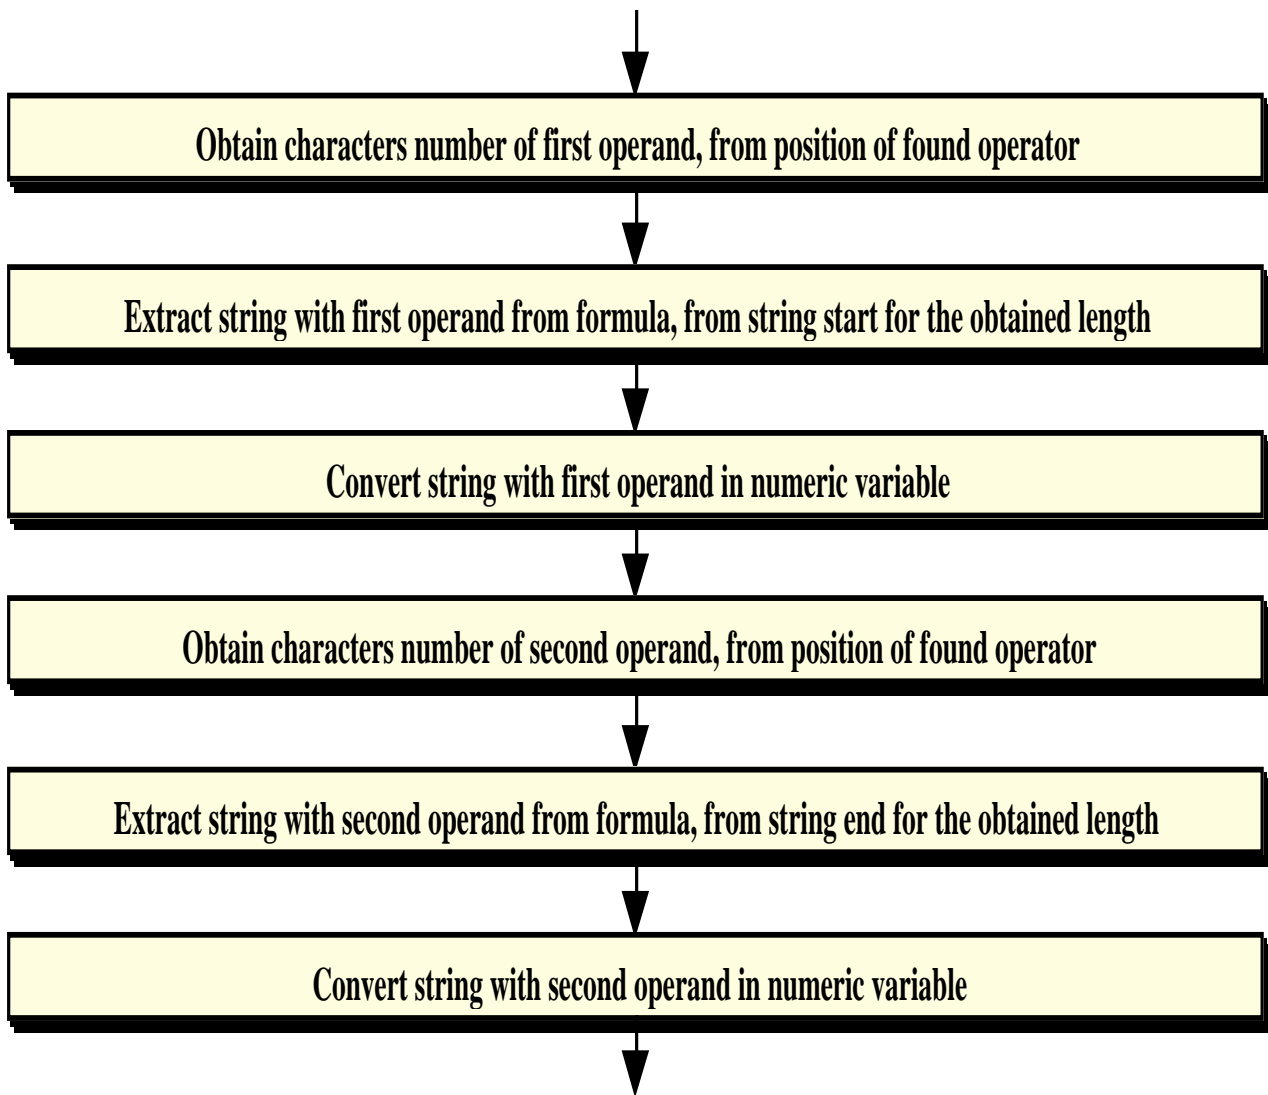 Obtain characters number of first operand, from position of found operator
Extract string with first operand from formula, from string start for the obtained length
Convert string with first operand in numeric variable
Obtain characters number of second operand, from position of found operator
Extract string with second operand from formula, from string end for the obtained length
Convert string with second operand in numeric variable